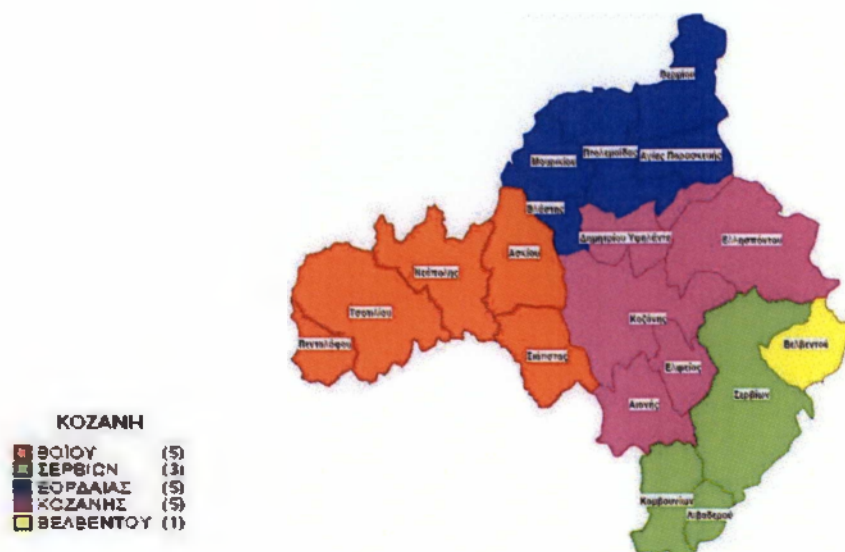 Βερμίου
Πτολεμαΐδας
Αγίας Παρασκευής
Μουρικίου
Βλάστης
Δημητρίου Υψηλάντη
Ελλησπόντου
Ασκίου
Νεάπολης
Τσοτυλίου
Κοζάνης
Πενταλόφου
Σιάτιστας
Ελιμείας
Βελβεντού
Αιανής
Σερβίων
Καμβουνίων
Λιβαδερού
ΚΟΖΑΝΗ
ΒΟΪΟΥ (5)
ΣΕΡΒΙΩΝ (3)
ΕΟΡΔΑΙΑΣ (5)
ΚΟΖΑΝΗΣ (5)
ΒΕΛΒΕΝΤΟΥ (1)